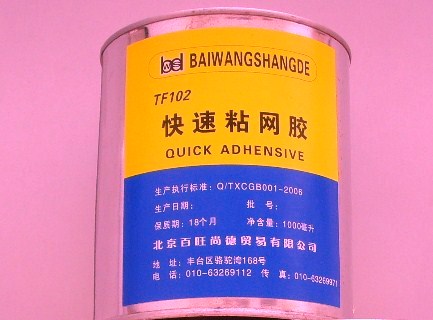 BAIWANGSHANGDE
TF102
快速粘网胶
QUICK ADHENSIVE
生产执行标准: Q/TXCGB001-2006
生产日期: 批 号:
保质期: 18个月 净含量: 1000毫升
北京百旺尚德贸易有限公司
地 址: 丰台区骆驼湾168号
电 话: 010-63269112 传 真: 010-63269971